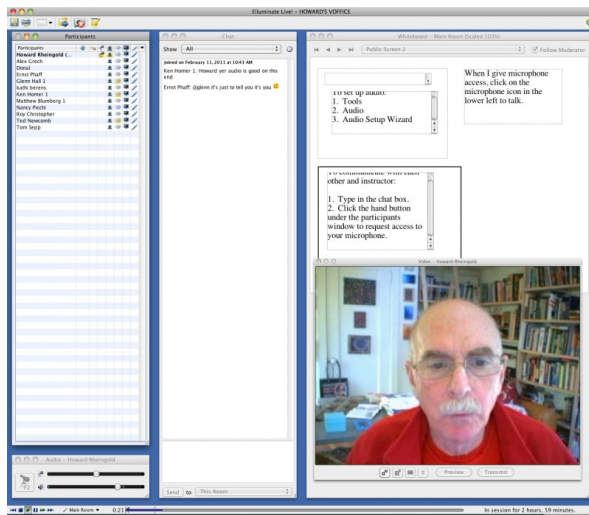 Elluminate Live! - HOWARD'S VOFFICE
Participants
Participants
Howard Rheingold (...
Alex Grech
Donal
Ernst Phaff
Glenn Hall 1
kathi berens
Ken Homer 1
Matthew Blumberg 1
Nancy Picchi
Roy Christopher
Ted Newcomb
Tom Sepp
Audio - Howard Rheingold
F2
Chat
Show All
Joined on February 11, 2011 at 10:43 AM
Ken Homer 1: Howard yer audio is good on this
end
Ernst Phaff: @glenn it's just to tell you it's you
Send to This Room
Whiteboard - Main Room (Scaled 103%)
Public Screen 2
Follow Moderator
To set up audio:
1. Tools
2. Audio
3. Audio Setup Wizard
When I give microphone
access, click on the
microphone icon in the
lower left to talk.
To communicate with each
other and instructor:
1. Type in the chat box.
2. Click the hand button
under the participants
window to request access to
your microphone.
Video - Howard Rheingold
Preview
Transmit
Main Room
0:21
In session for 2 hours, 59 minutes.